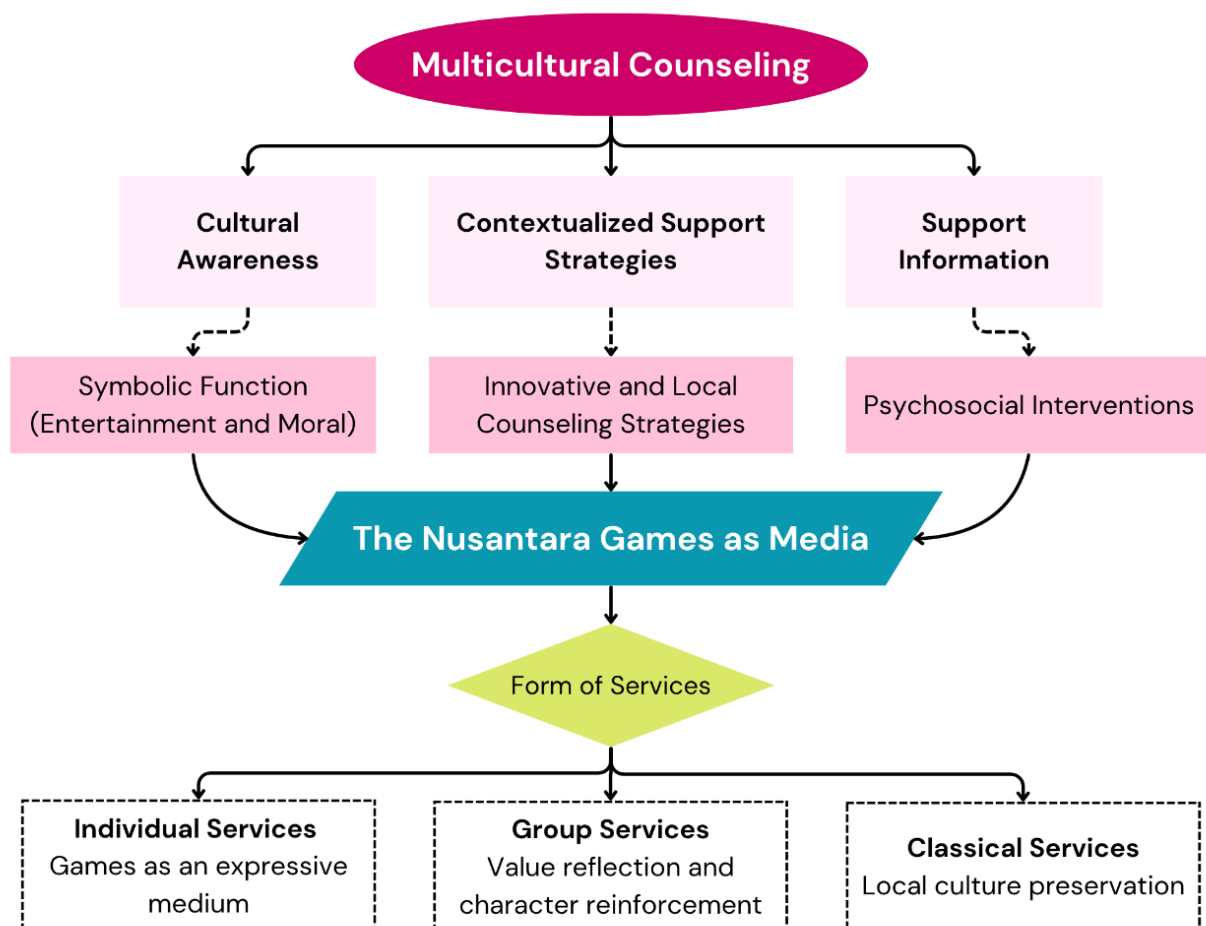 Multicultural Counseling
Cultural
Awareness
Contextualized Support
Strategies
Support
Information
Symbolic Function
(Entertainment and Moral)
Innovative and Local
Counseling Strategies
Psychosocial Interventions
The Nusantara Games as Media
Form of Services
Individual Services
Games as an expressive
medium
Group Services
Value reflection and
character reinforcement
Classical Services
Local culture preservation